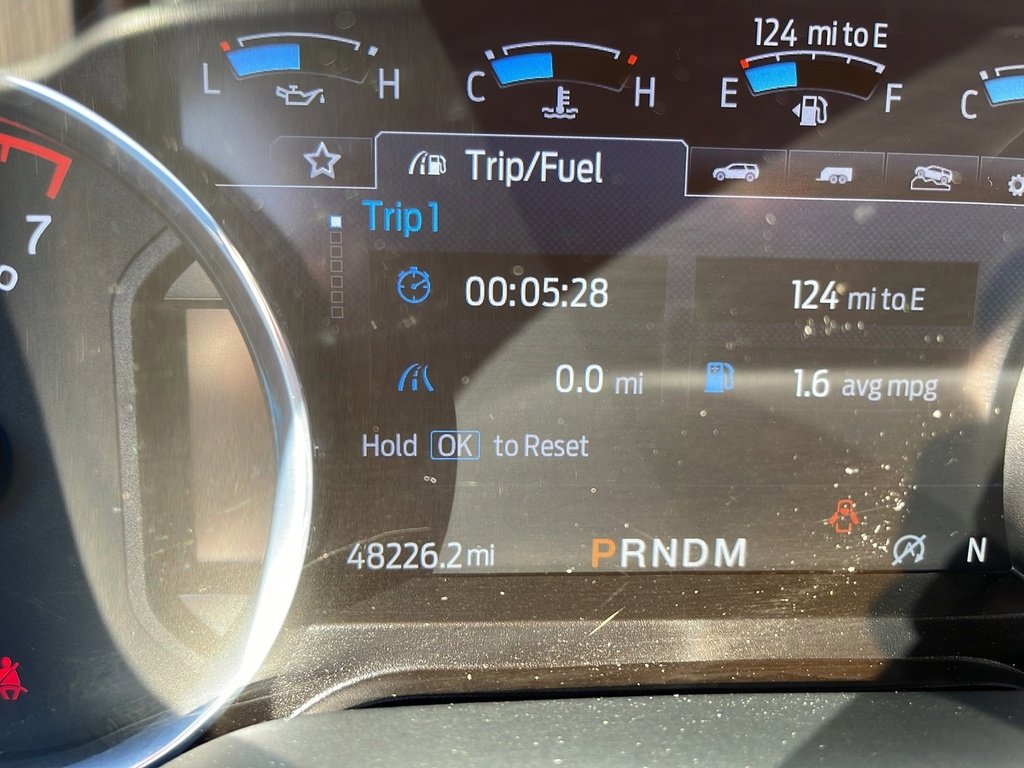 124 mi to E
L H
C H
E F
C
Trip/Fuel
7
Trip 1
00:05:28
124 mi to E
0.0 mi
1.6 avg mpg
Hold OK to Reset
48226.2 mi
PRNDM
N